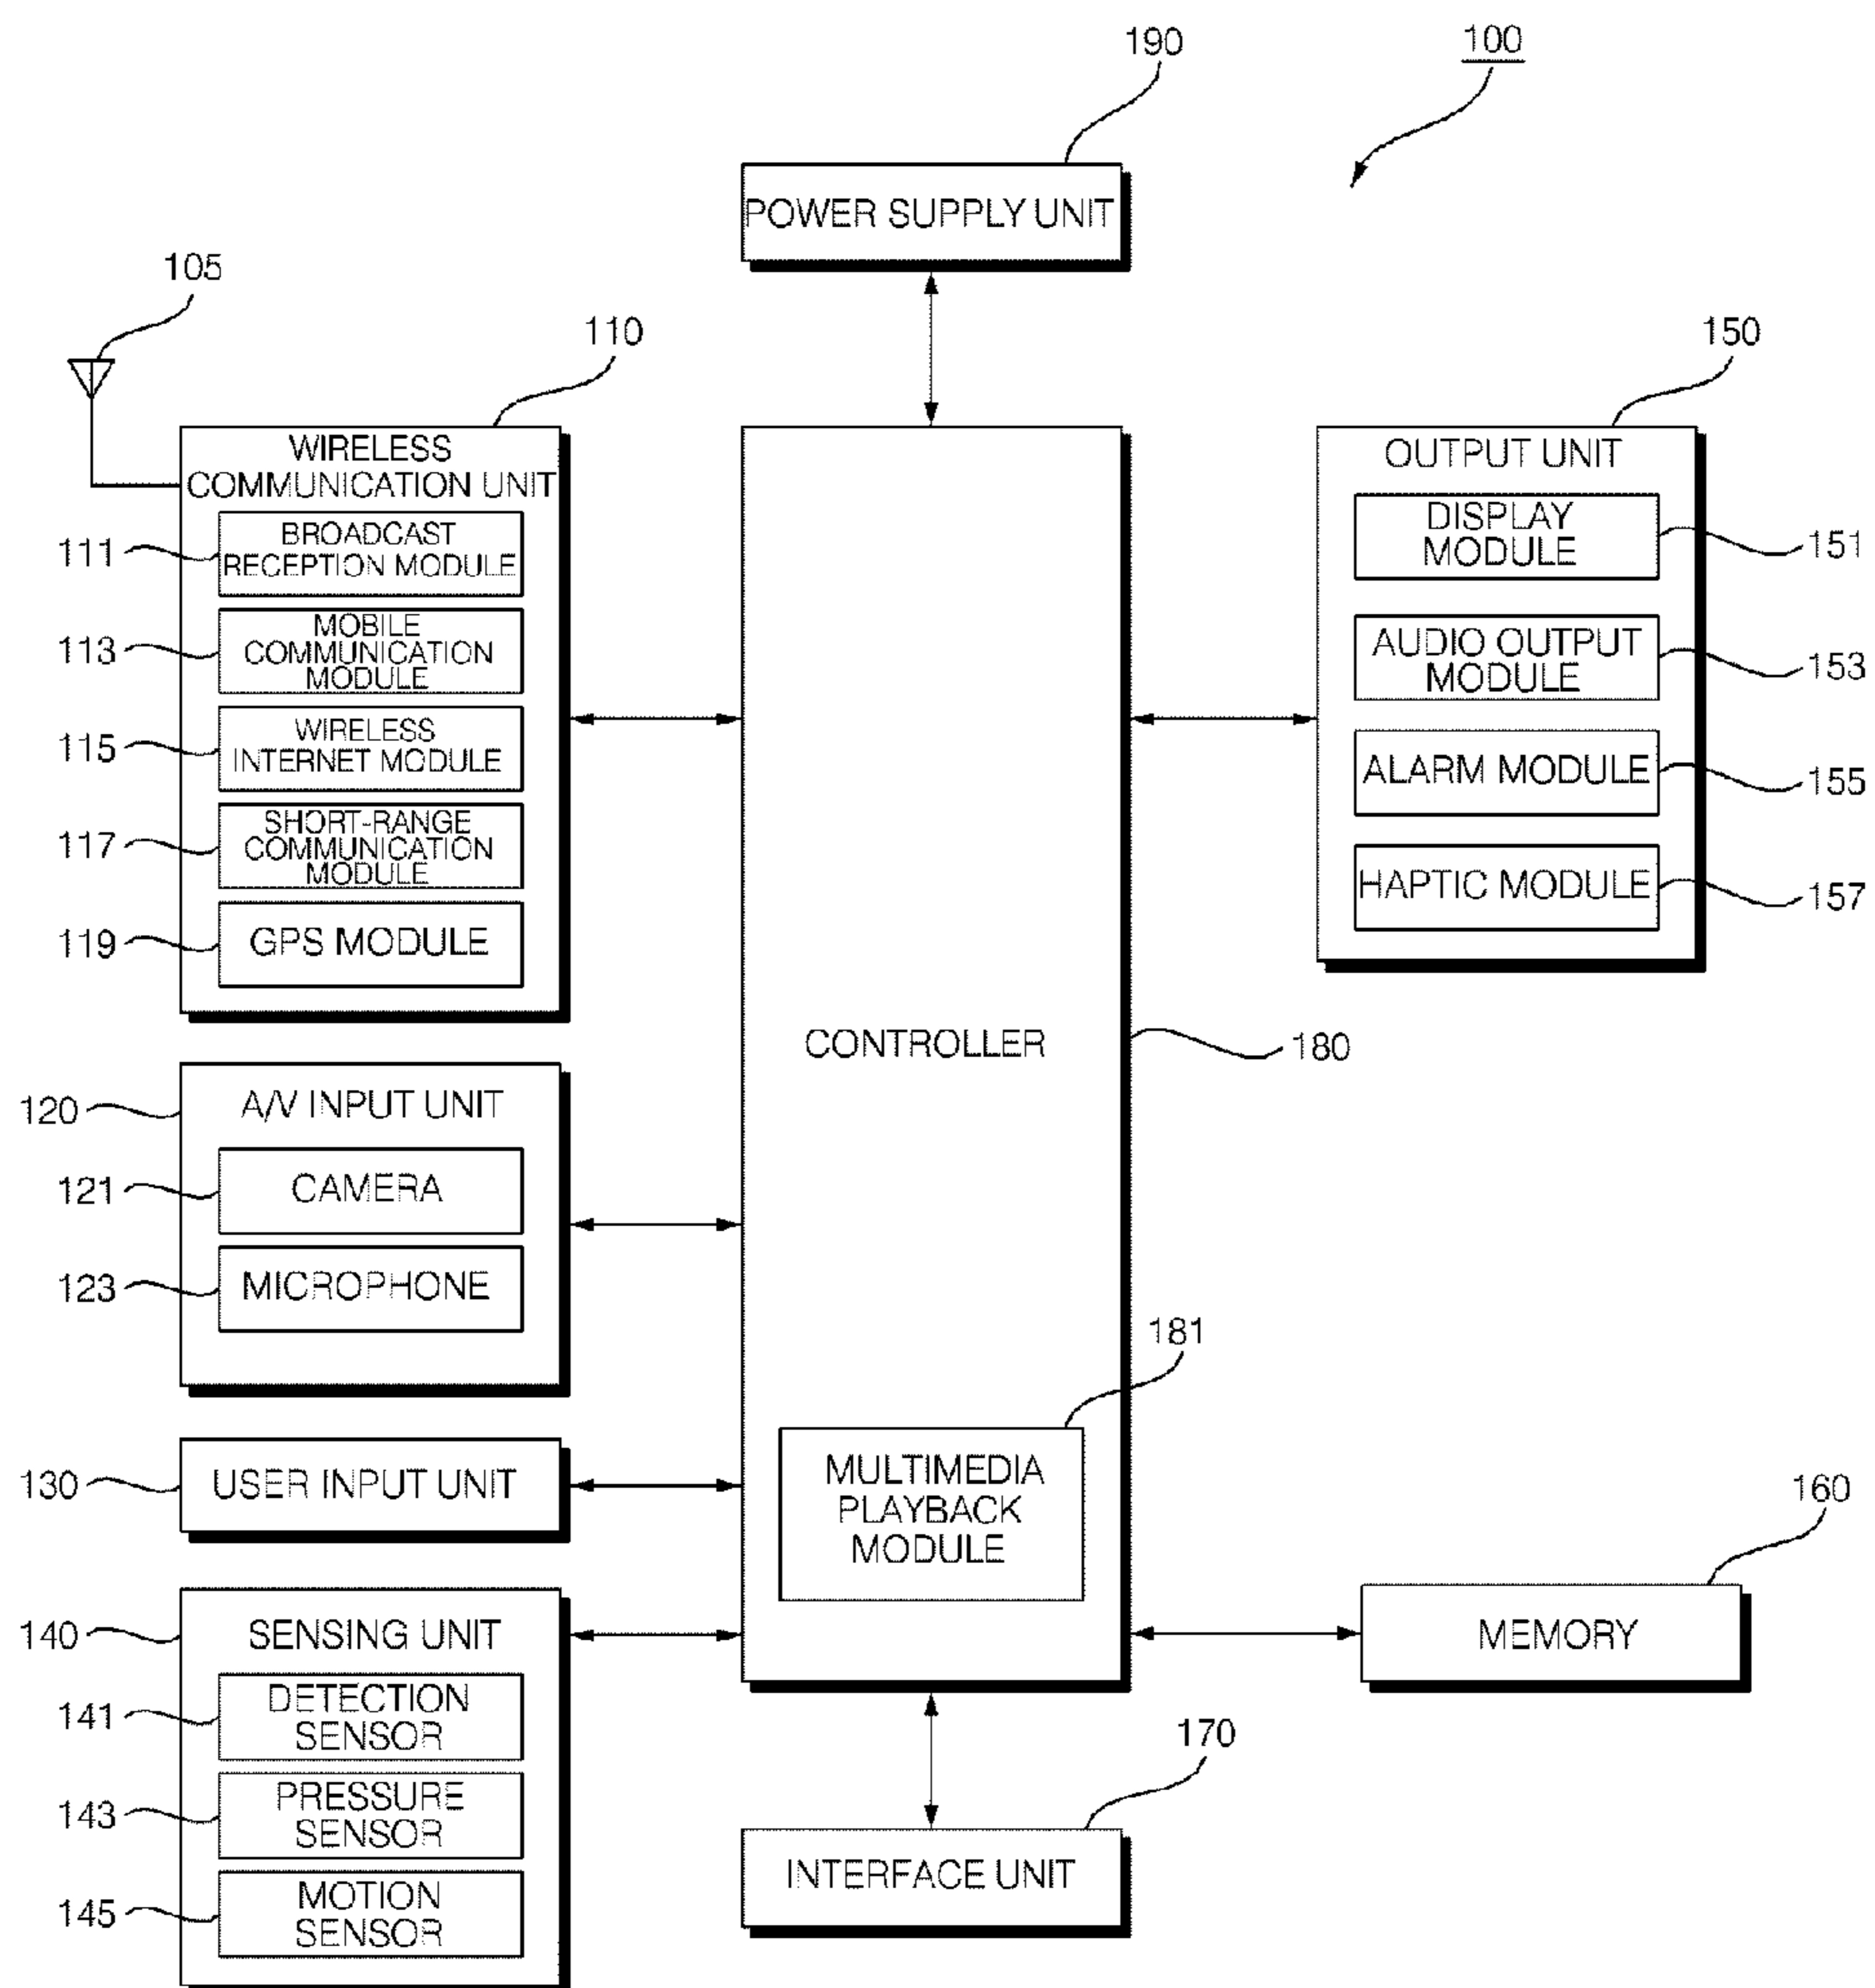 190
100
POWER SUPPLY UNIT
105
110
150
WIRELESS
COMMUNICATION UNIT
111
BROADCAST
RECEPTION MODULE
113
MOBILE
COMMUNICATION
MODULE
115
WIRELESS
INTERNET MODULE
117
SHORT-RANGE
COMMUNICATION
MODULE
119
GPS MODULE
OUTPUT UNIT
DISPLAY
MODULE
151
AUDIO OUTPUT
MODULE
153
ALARM MODULE
155
HAPTIC MODULE
157
CONTROLLER
180
120
A/V INPUT UNIT
121
CAMERA
123
MICROPHONE
181
MULTIMEDIA
PLAYBACK
MODULE
130
USER INPUT UNIT
160
MEMORY
140
SENSING UNIT
141
DETECTION
SENSOR
143
PRESSURE
SENSOR
145
MOTION
SENSOR
170
INTERFACE UNIT